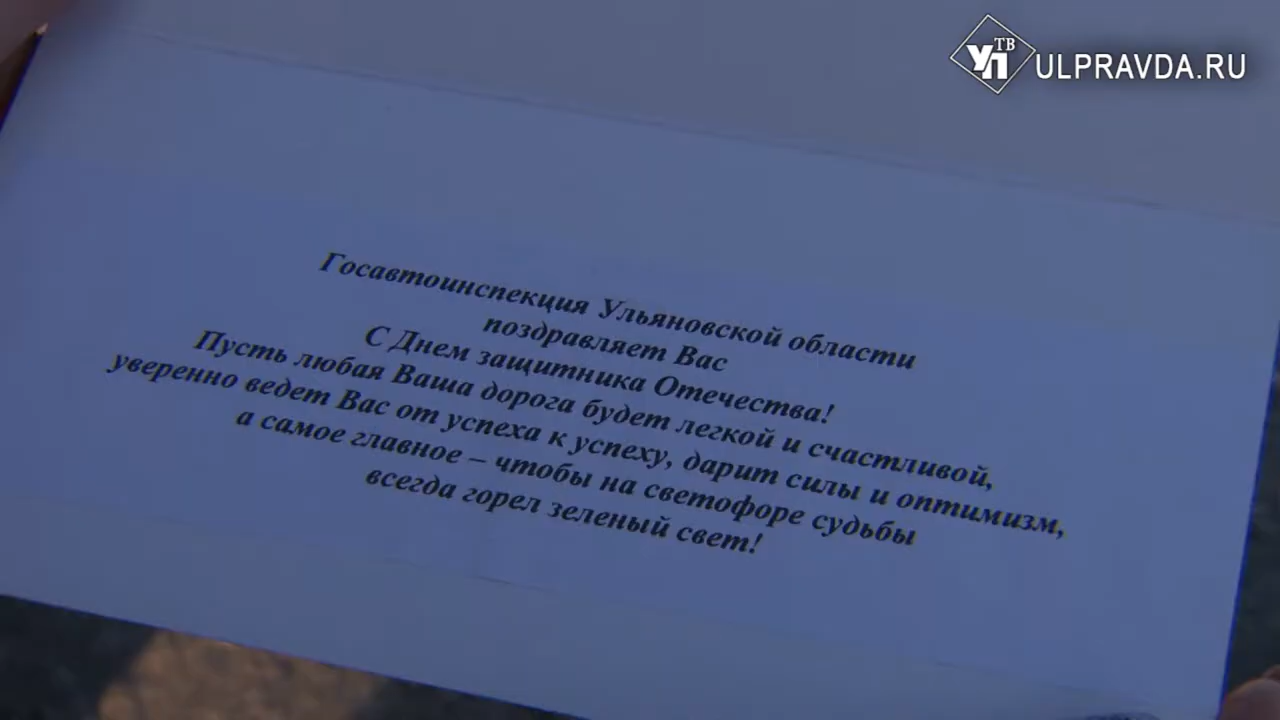 УП ТВ ULPRAVDA.RU
Госавтоинспекция Ульяновской области
поздравляет Вас
С Днем защитника Отечества!
Пусть любая Ваша дорога будет легкой и счастливой,
уверенно ведет Вас от успеха к успеху, дарит силы и оптимизм,
а самое главное – чтобы на светофоре судьбы
всегда горел зеленый свет!